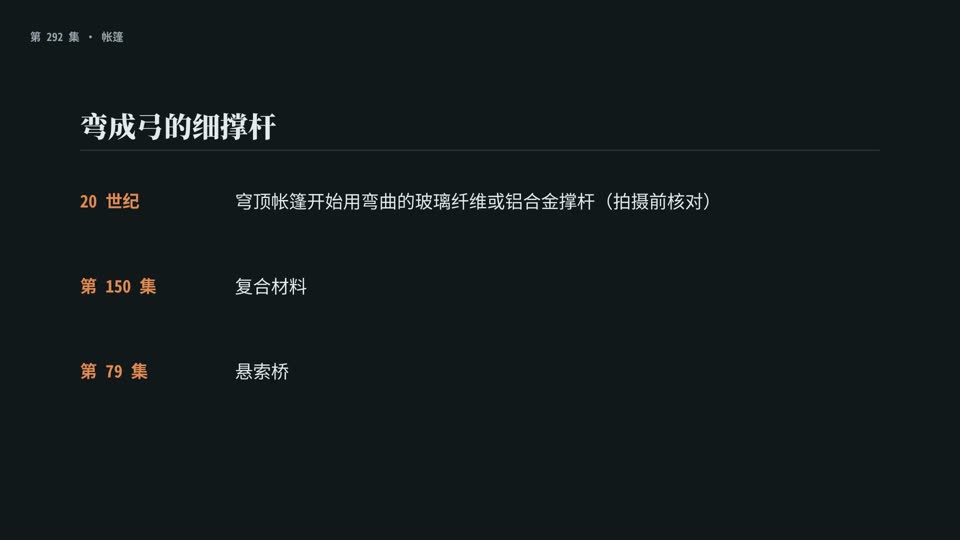 第 292 集 · 帐篷
弯成弓的细撑杆
20 世纪 穹顶帐篷开始用弯曲的玻璃纤维或铝合金撑杆（拍摄前核对）
第 150 集 复合材料
第 79 集 悬索桥